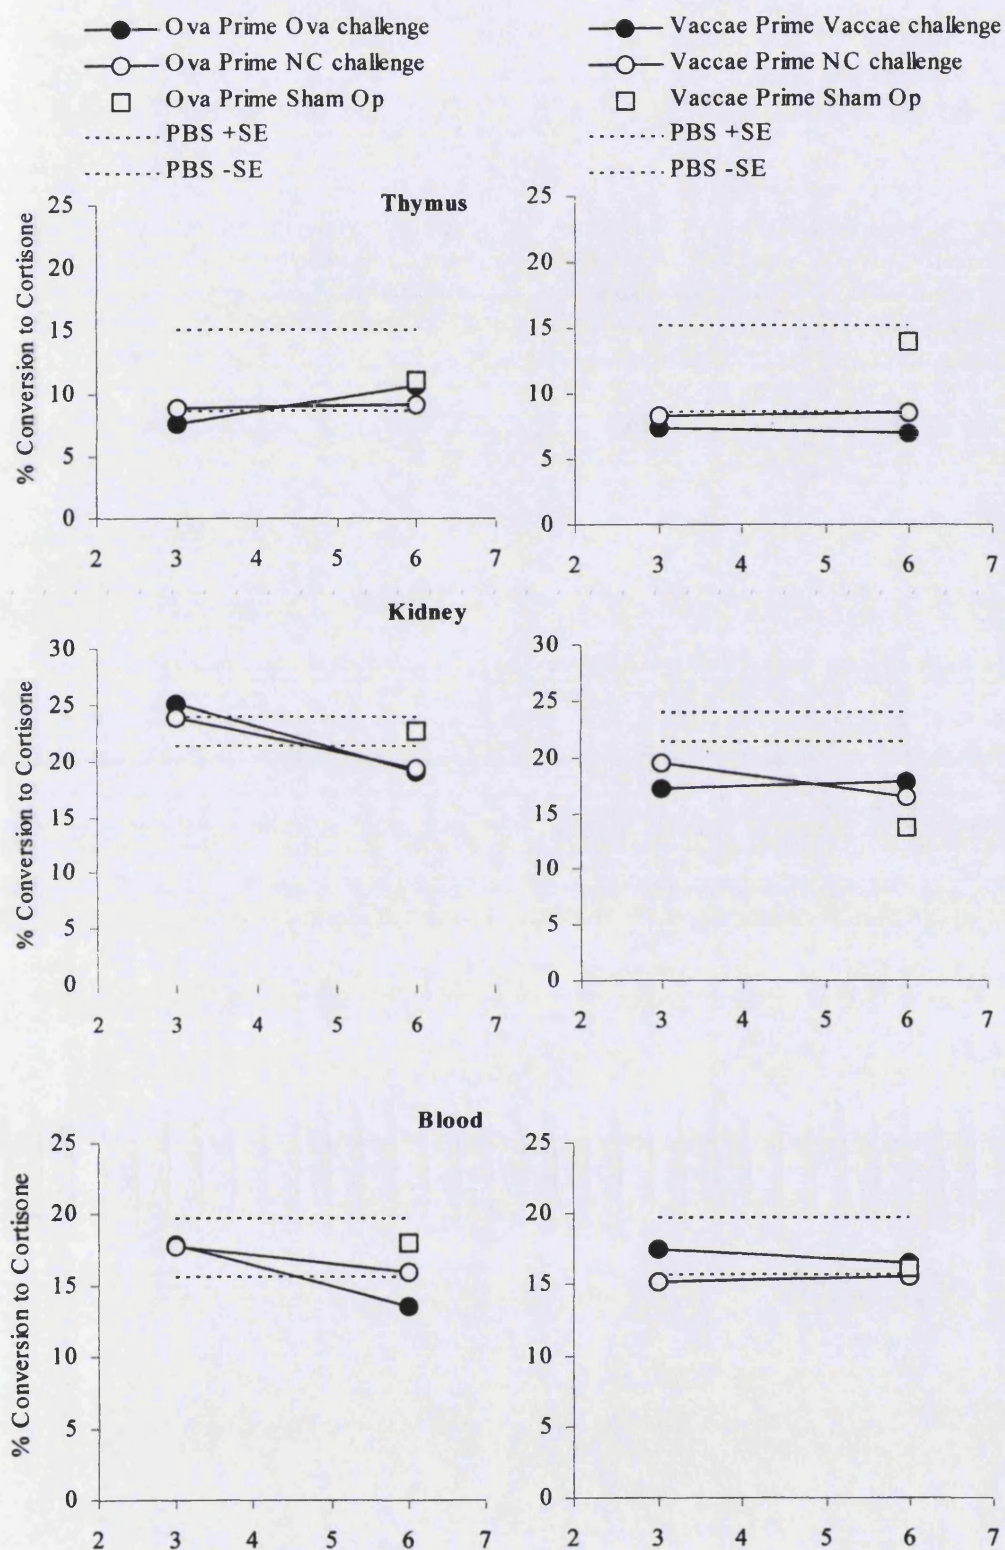 Ova Prime Ova challenge
Ova Prime NC challenge
Ova Prime Sham Op
PBS +SE
PBS -SE
Vaccae Prime Vaccae challenge
Vaccae Prime NC challenge
Vaccae Prime Sham Op
PBS +SE
PBS -SE
Thymus
% Conversion to Cortisone
25
20
15
10
5
0
2 3 4 5 6 7
25
20
15
10
5
0
2 3 4 5 6 7
Kidney
% Conversion to Cortisone
30
25
20
15
10
5
0
2 3 4 5 6 7
30
25
20
15
10
5
0
2 3 4 5 6 7
Blood
% Conversion to Cortisone
25
20
15
10
5
0
2 3 4 5 6 7
25
20
15
10
5
0
2 3 4 5 6 7